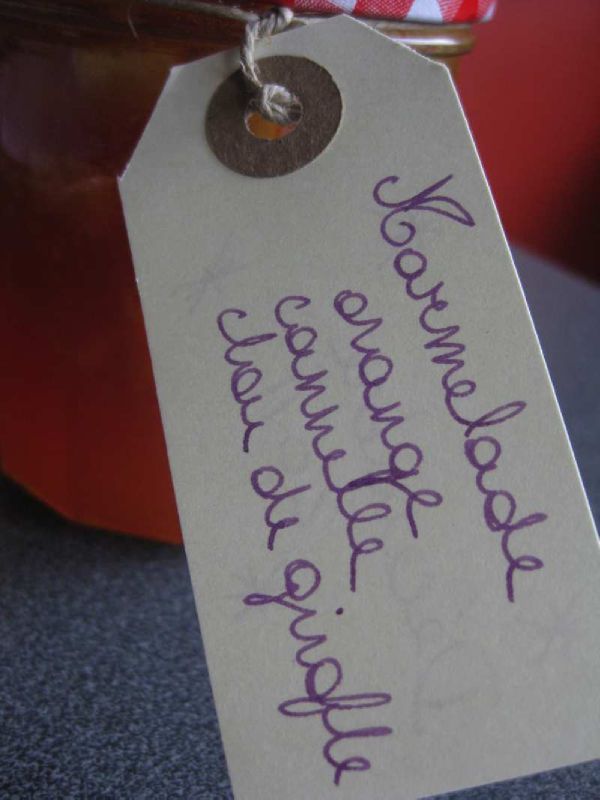 Marmelade
orange
cannelle
clou de girofle